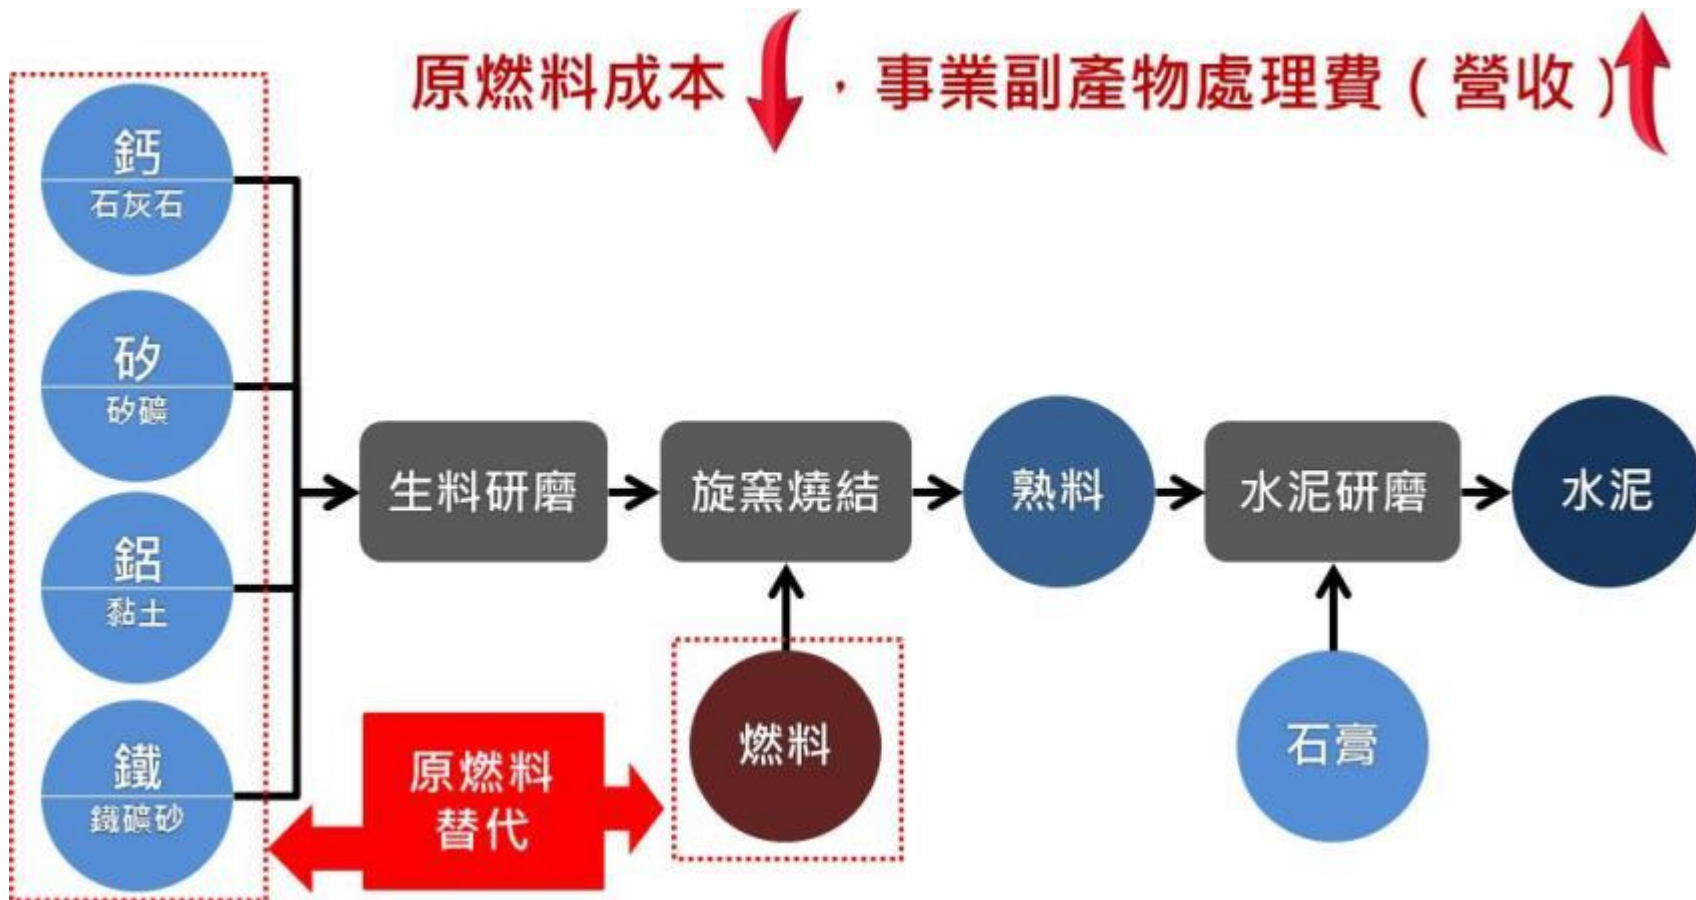 原燃料成本，事業副產物處理費（營收）
鈣
石灰石
矽
矽礦
鋁
黏土
鐵
鐵礦砂
生料研磨
旋窯燒結
熟料
水泥研磨
水泥
原燃料
替代
燃料
石膏